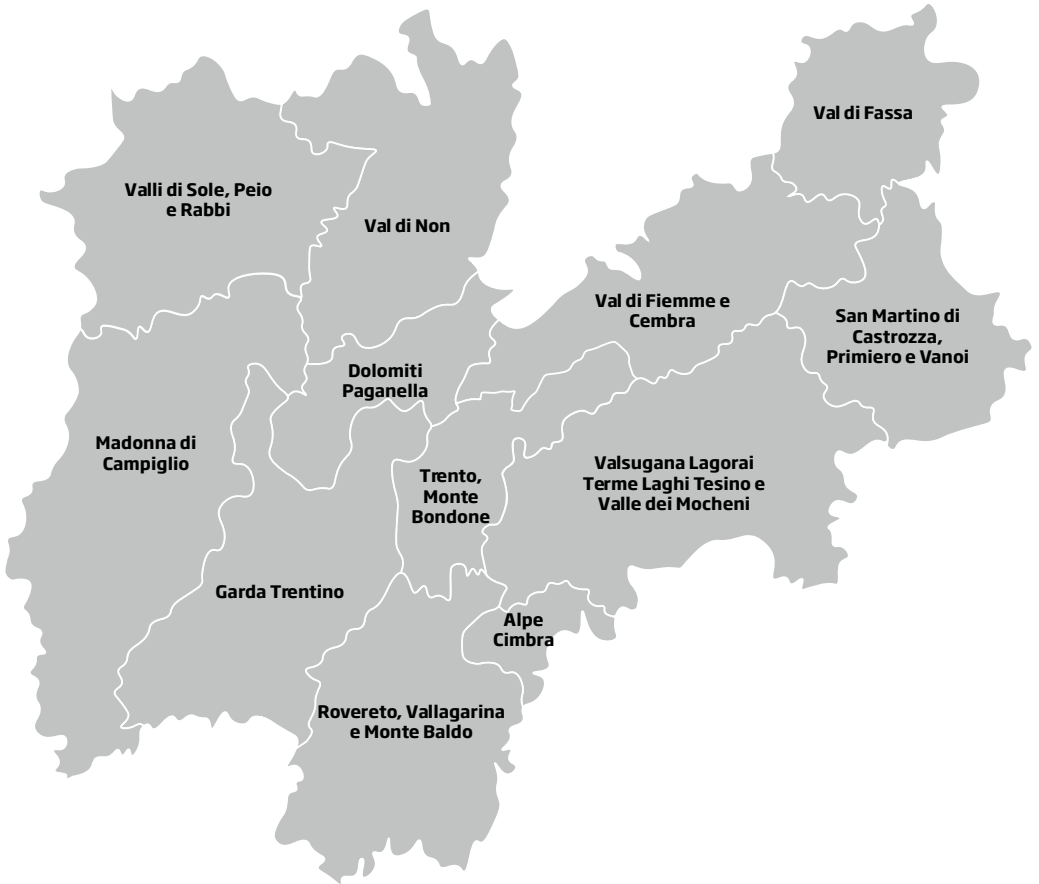 Val di Fassa
Valli di Sole, Peio
e Rabbi
Val di Non
Val di Fiemme e
Cembra
San Martino di
Castrozza,
Primiero e Vanoi
Dolomiti
Paganella
Madonna di
Campiglio
Trento,
Monte
Bondone
Valsugana Lagorai
Terme Laghi Tesino e
Valle dei Mocheni
Garda Trentino
Alpe
Cimbra
Rovereto, Vallagarina
e Monte Baldo